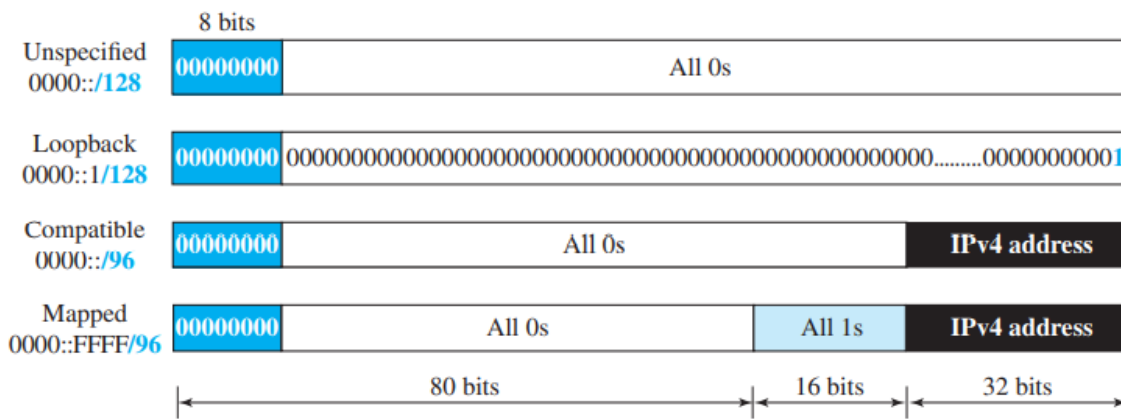 8 bits
Unspecified
0000::/128
00000000
All 0s
Loopback
0000::1/128
00000000
000000000000000000000000000000000000000000000000.........00000000001
Compatible
0000::/96
00000000
All 0s
IPv4 address
Mapped
0000::FFFF/96
00000000
All 0s
All 1s
IPv4 address
80 bits
16 bits
32 bits